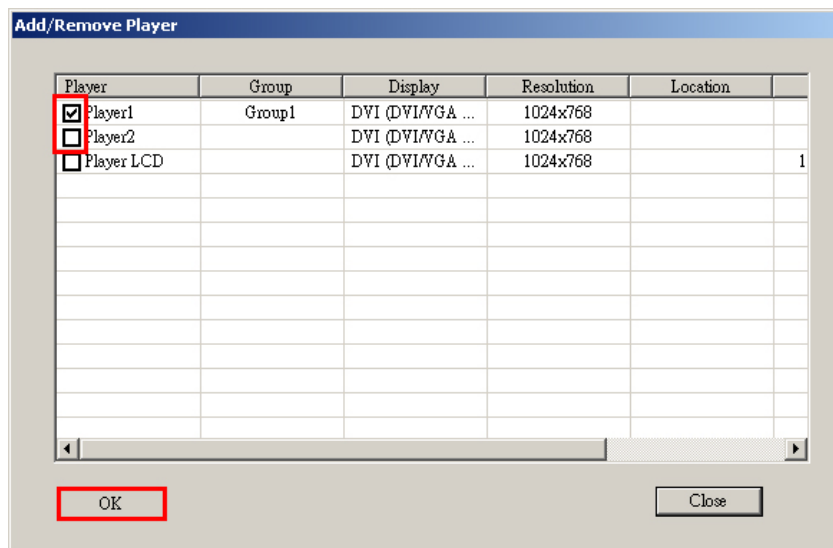 Add/Remove Player
Player Group Display Resolution Location
Player1 Group1 DVI (DVI/VGA ... 1024x768
Player2 DVI (DVI/VGA ... 1024x768
Player LCD DVI (DVI/VGA ... 1024x768 1
OK Close